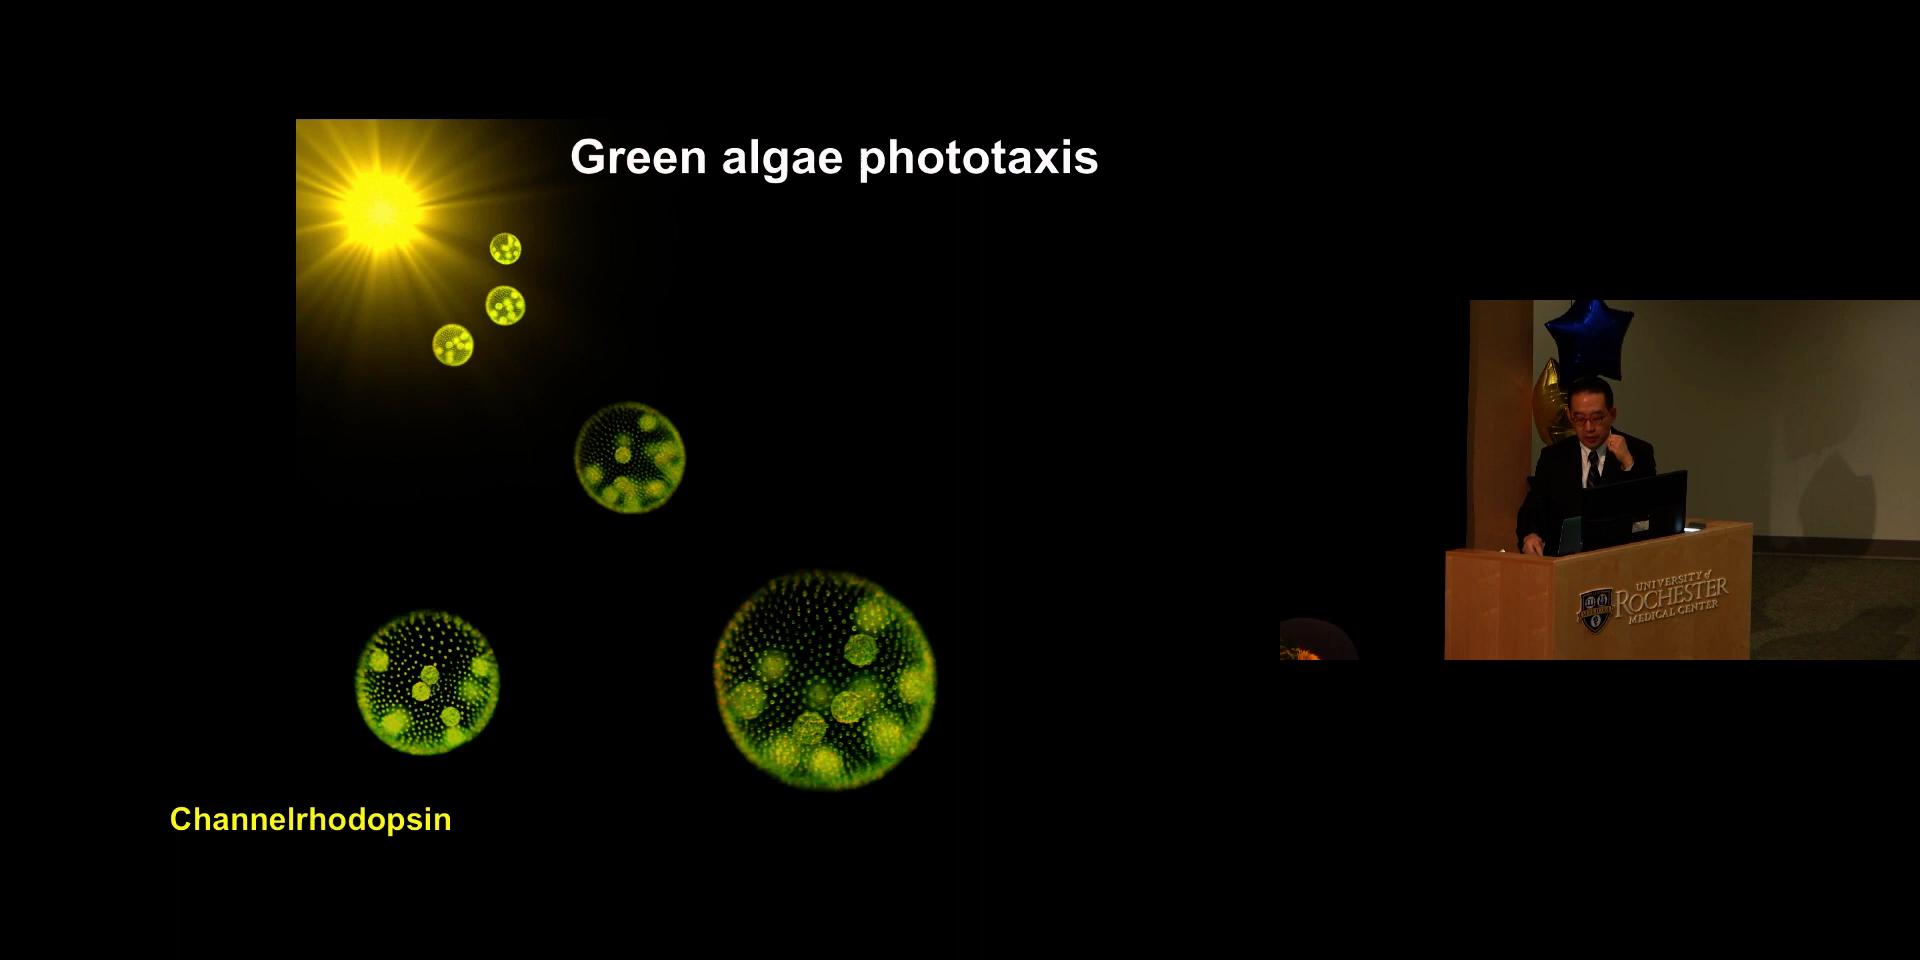 Green algae phototaxis
Channelrhodopsin
UNIVERSITY of
ROCHESTER
MEDICAL CENTER